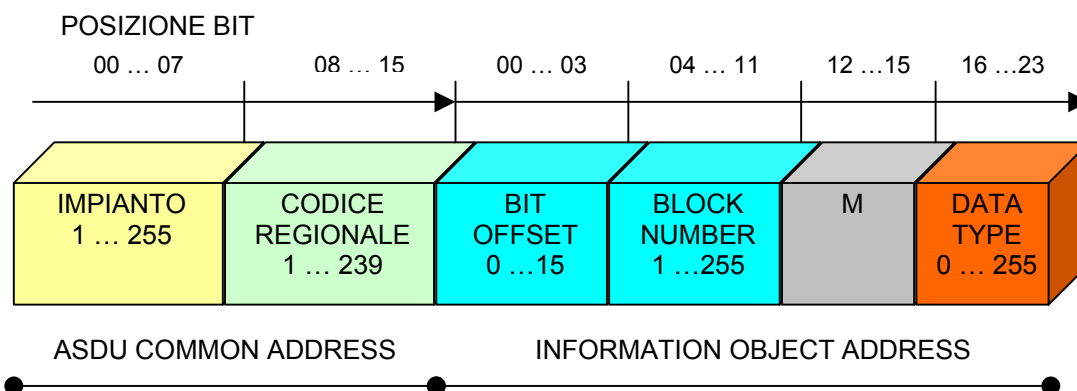 POSIZIONE BIT
00 … 07
08 … 15
00 … 03
04 … 11
12 …15
16 …23
IMPIANTO
1 … 255
CODICE
REGIONALE
1 … 239
BIT
OFFSET
0 …15
BLOCK
NUMBER
1 …255
M
DATA
TYPE
0 … 255
ASDU COMMON ADDRESS
INFORMATION OBJECT ADDRESS